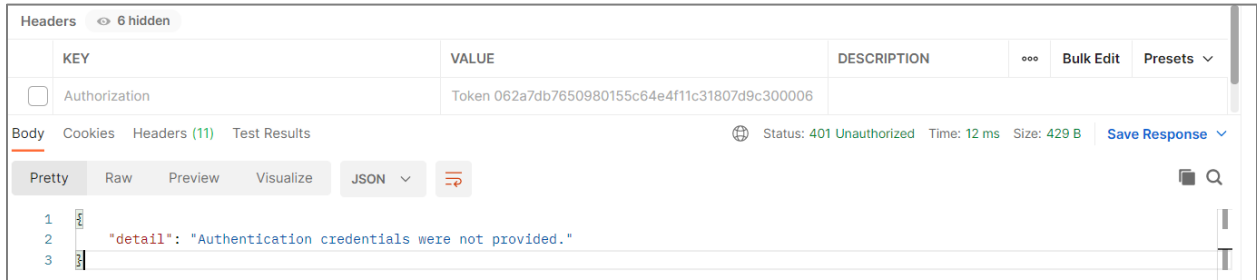 Headers 6 hidden
KEY VALUE DESCRIPTION ooo Bulk Edit Presets
Authorization Token 062a7db7650980155c64e4f11c31807d9c300006
Body Cookies Headers (11) Test Results Status: 401 Unauthorized Time: 12 ms Size: 429 B Save Response
Pretty Raw Preview Visualize JSON
1 {
2 "detail": "Authentication credentials were not provided."
3 }